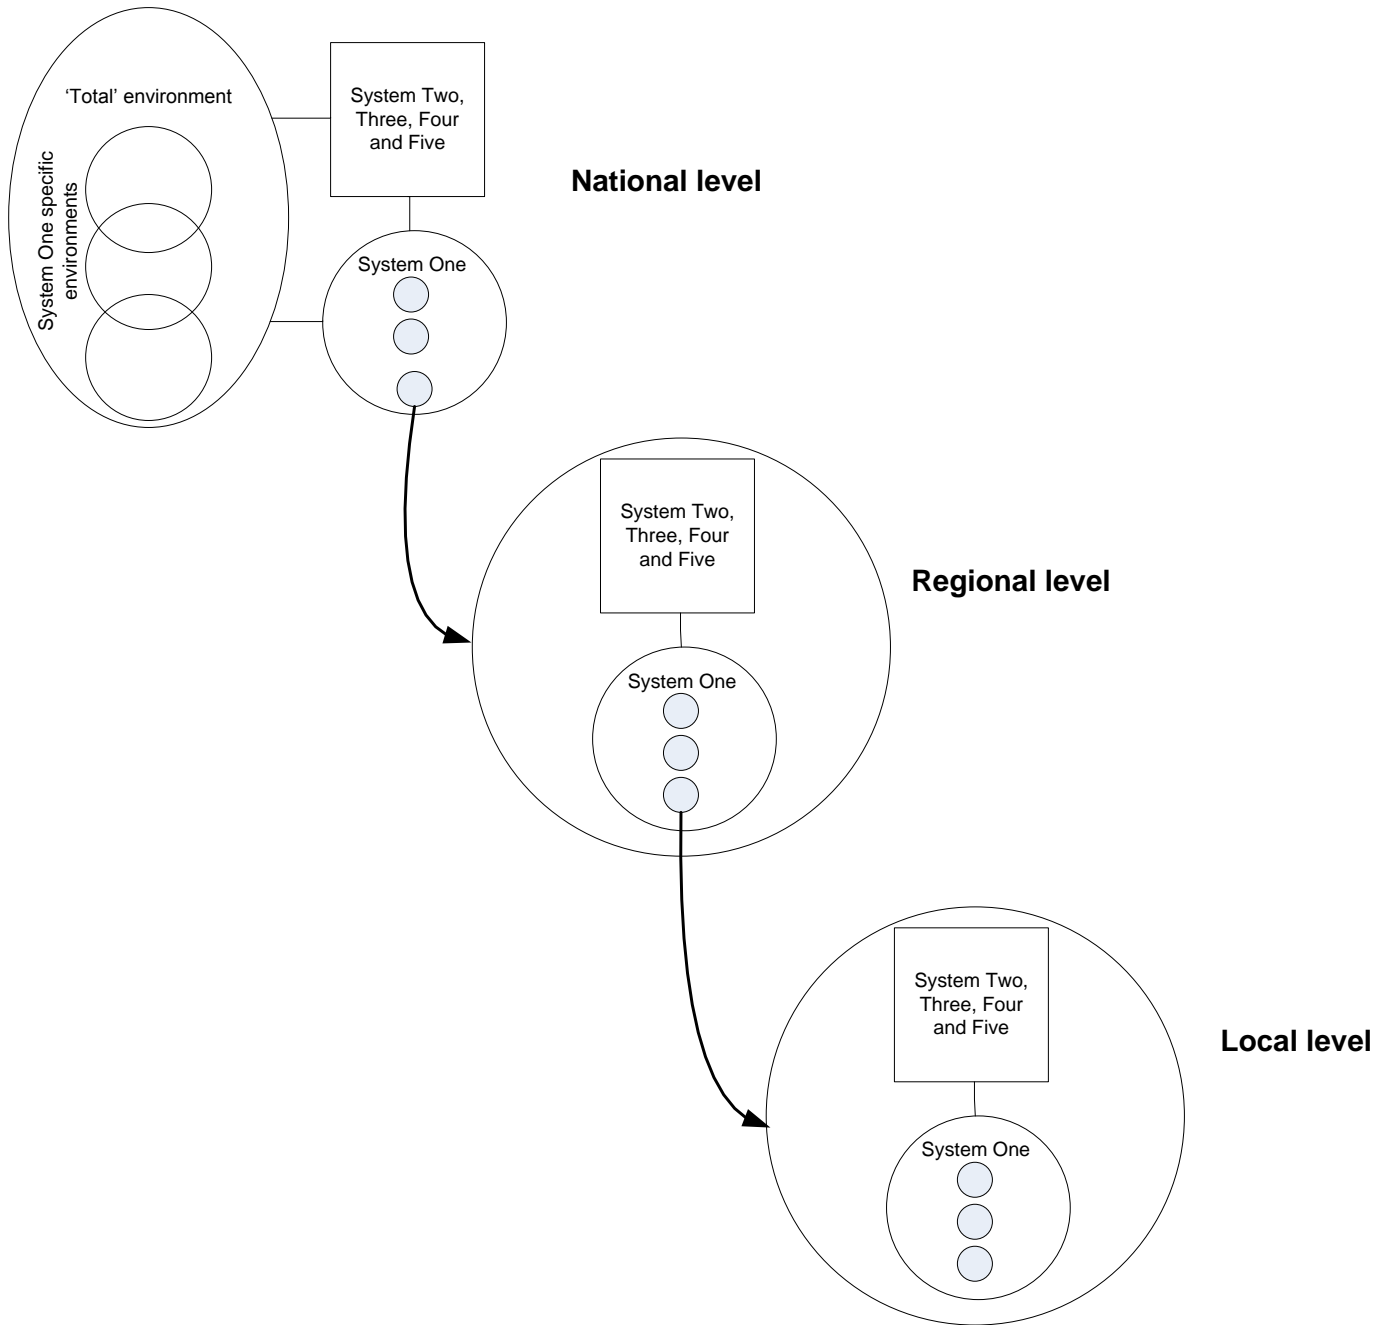 ‘Total’ environment
System One specific
environments
System Two,
Three, Four
and Five
National level
System One
System Two,
Three, Four
and Five
Regional level
System One
System Two,
Three, Four
and Five
Local level
System One